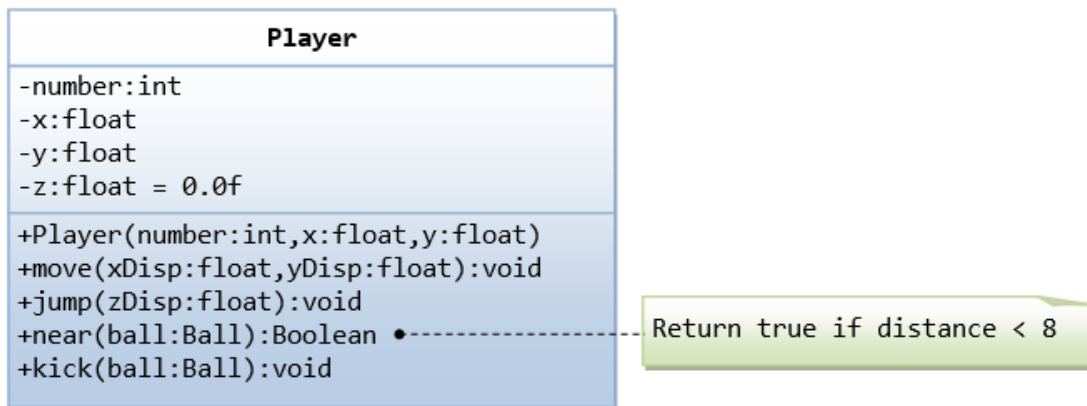 Player
-number:int
-x:float
-y:float
-z:float = 0.0f
+Player(number:int,x:float,y:float)
+move(xDisp:float,yDisp:float):void
+jump(zDisp:float):void
+near(ball:Ball):Boolean
Return true if distance < 8
+kick(ball:Ball):void